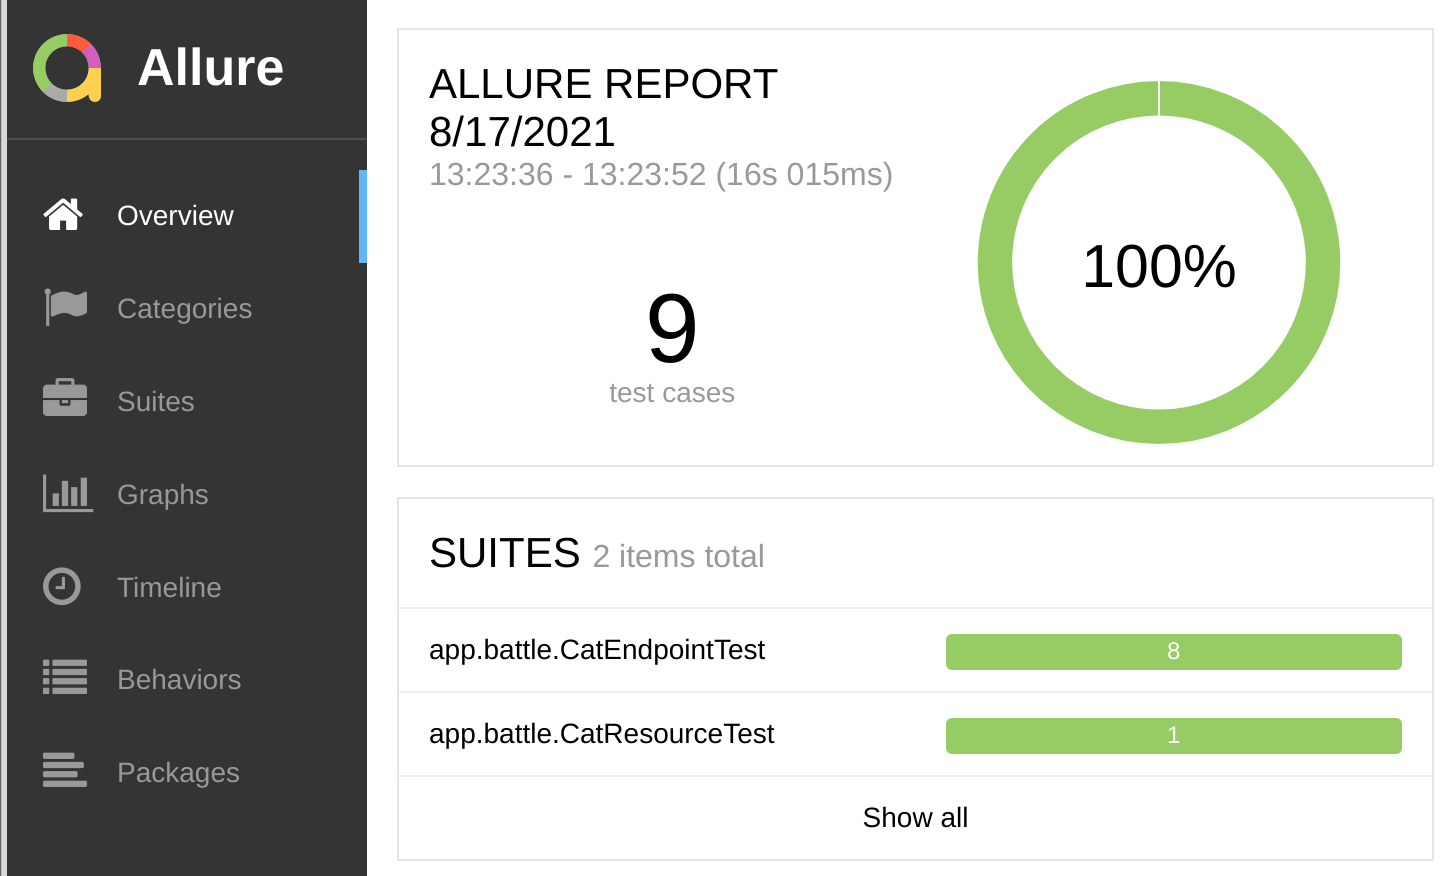 Allure
Overview
Categories
Suites
Graphs
Timeline
Behaviors
Packages
ALLURE REPORT
8/17/2021
13:23:36 - 13:23:52 (16s 015ms)
9
test cases
100%
SUITES 2 items total
app.battle.CatEndpointTest 8
app.battle.CatResourceTest 1
Show all